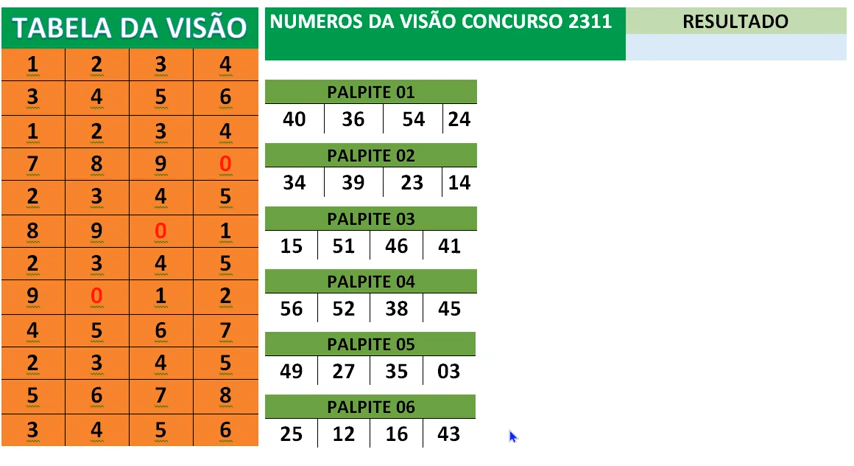 TABELA DA VISÃO
1 2 3 4
3 4 5 6
1 2 3 4
7 8 9 0
2 3 4 5
8 9 0 1
2 3 4 5
9 0 1 2
4 5 6 7
2 3 4 5
5 6 7 8
3 4 5 6
NUMEROS DA VISÃO CONCURSO 2311
RESULTADO
PALPITE 01
40 36 54 24
PALPITE 02
34 39 23 14
PALPITE 03
15 51 46 41
PALPITE 04
56 52 38 45
PALPITE 05
49 27 35 03
PALPITE 06
25 12 16 43